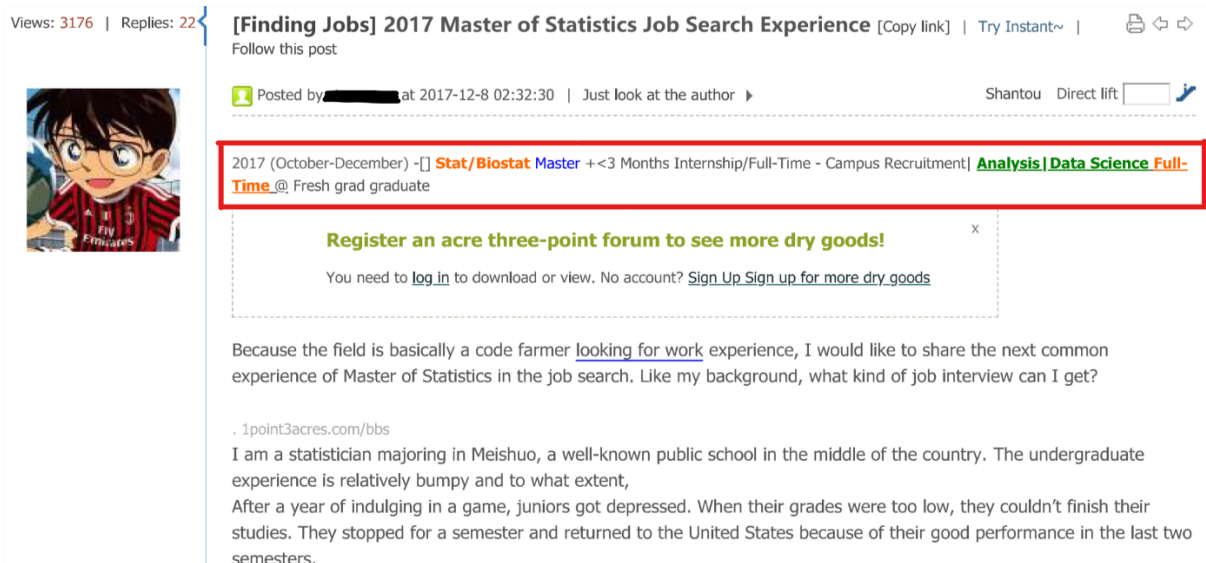 Views: 3176 | Replies: 22
[Finding Jobs] 2017 Master of Statistics Job Search Experience [Copy link] | Try Instant~ |
Follow this post
Posted by at 2017-12-8 02:32:30 | Just look at the author
Shantou Direct lift
2017 (October-December) -[] Stat/Biostat Master +<3 Months Internship/Full-Time - Campus Recruitment| Analysis|Data Science Full-
Time @ Fresh grad graduate
Register an acre three-point forum to see more dry goods!
x
You need to log in to download or view. No account? Sign Up Sign up for more dry goods
Because the field is basically a code farmer looking for work experience, I would like to share the next common
experience of Master of Statistics in the job search. Like my background, what kind of job interview can I get?
. 1point3acres.com/bbs
I am a statistician majoring in Meishuo, a well-known public school in the middle of the country. The undergraduate
experience is relatively bumpy and to what extent,
After a year of indulging in a game, juniors got depressed. When their grades were too low, they couldn't finish their
studies. They stopped for a semester and returned to the United States because of their good performance in the last two
semesters.
Fly
Emirates